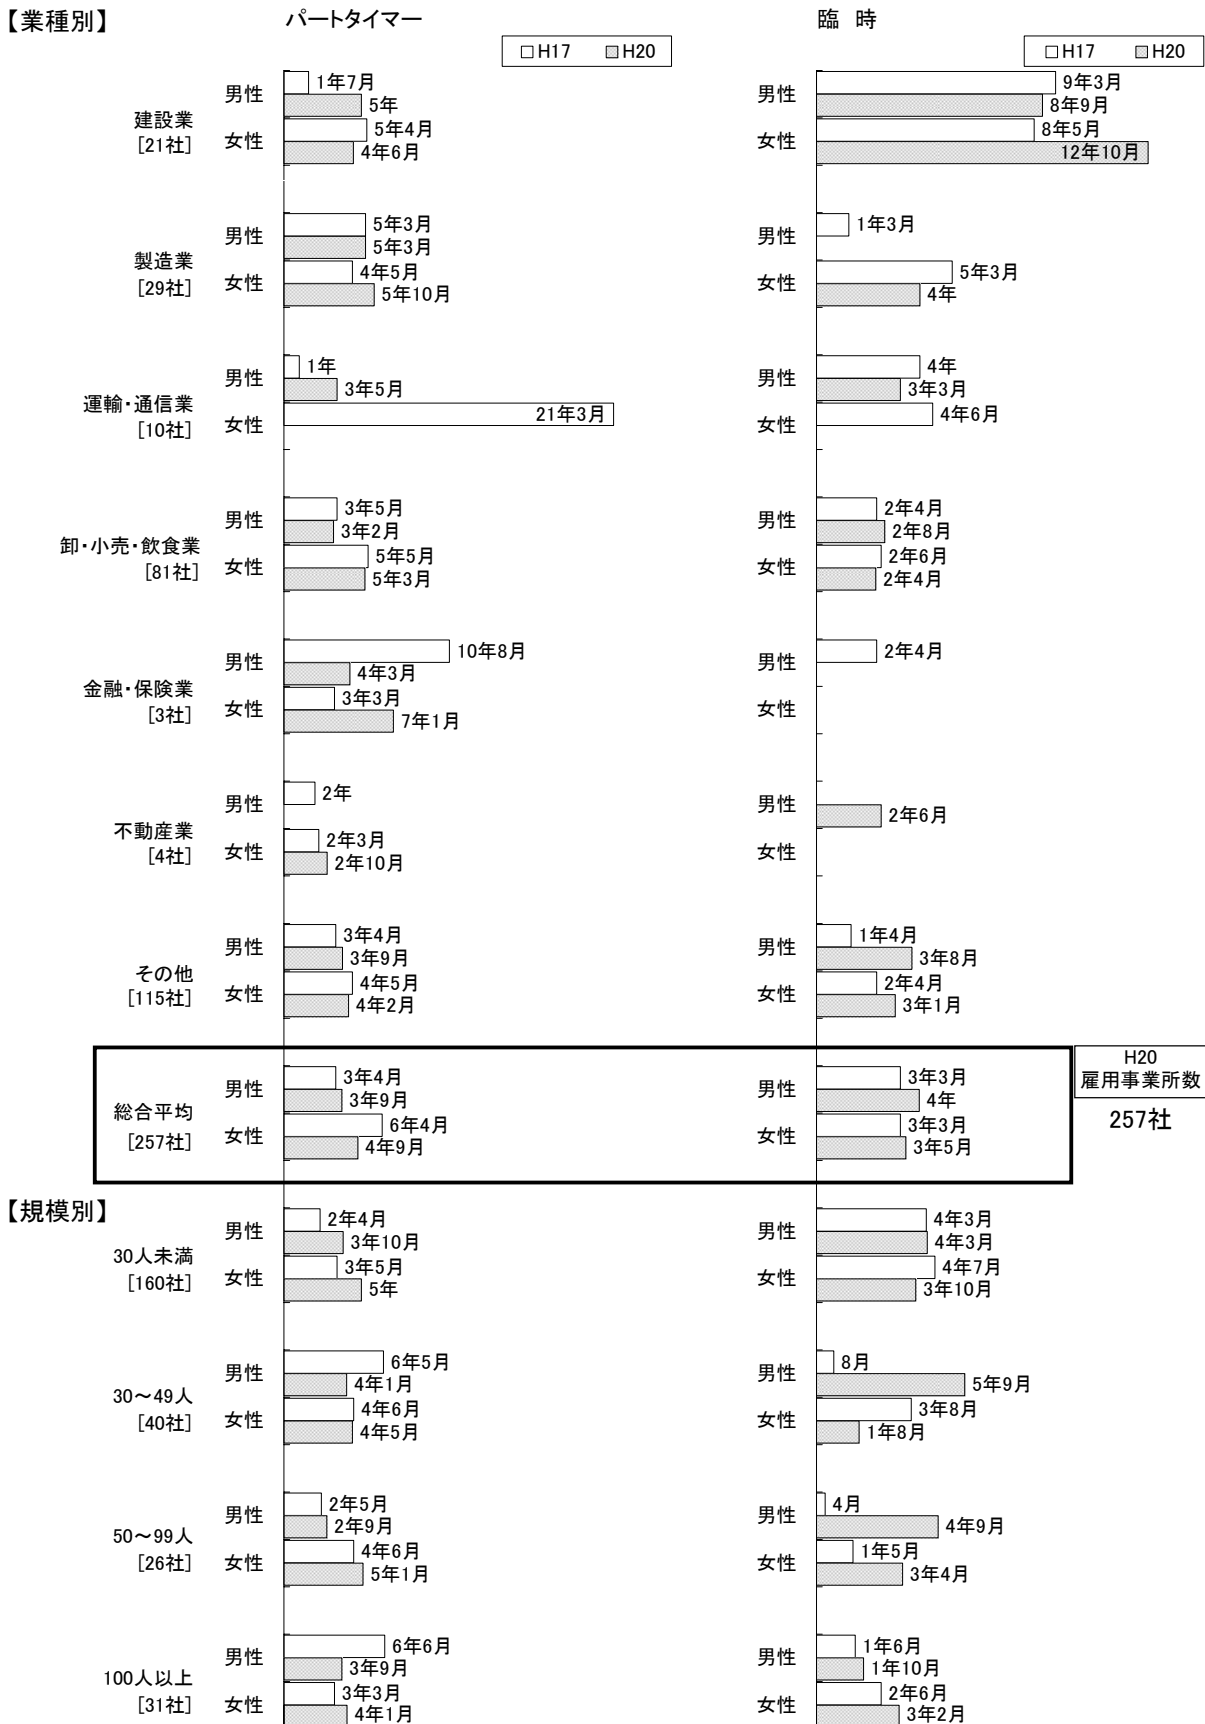 【業種別】
パートタイマー
臨 時
H17 H20
H17 H20
建設業
[21社]
男性 1年7月
5年
女性 5年4月
4年6月
男性 9年3月
8年9月
女性 8年5月
12年10月
製造業
[29社]
男性 5年3月
5年3月
女性 4年5月
5年10月
男性 1年3月
女性 5年3月
4年
運輸・通信業
[10社]
男性 1年
3年5月
女性 21年3月
男性 4年
3年3月
女性 4年6月
卸・小売・飲食業
[81社]
男性 3年5月
3年2月
女性 5年5月
5年3月
男性 2年4月
2年8月
女性 2年6月
2年4月
金融・保険業
[3社]
男性 10年8月
4年3月
女性 3年3月
7年1月
男性 2年4月
女性
不動産業
[4社]
男性 2年
女性 2年3月
2年10月
男性 2年6月
女性
その他
[115社]
男性 3年4月
3年9月
女性 4年5月
4年2月
男性 1年4月
3年8月
女性 2年4月
3年1月
総合平均
[257社]
男性 3年4月
3年9月
女性 6年4月
4年9月
男性 3年3月
4年
女性 3年3月
3年5月
H20
雇用事業所数
257社
【規模別】
30人未満
[160社]
男性 2年4月
3年10月
女性 3年5月
5年
男性 4年3月
4年3月
女性 4年7月
3年10月
30～49人
[40社]
男性 6年5月
4年1月
女性 4年6月
4年5月
男性 8月
5年9月
女性 3年8月
1年8月
50～99人
[26社]
男性 2年5月
2年9月
女性 4年6月
5年1月
男性 4月
4年9月
女性 1年5月
3年4月
100人以上
[31社]
男性 6年6月
3年9月
女性 3年3月
4年1月
男性 1年6月
1年10月
女性 2年6月
3年2月